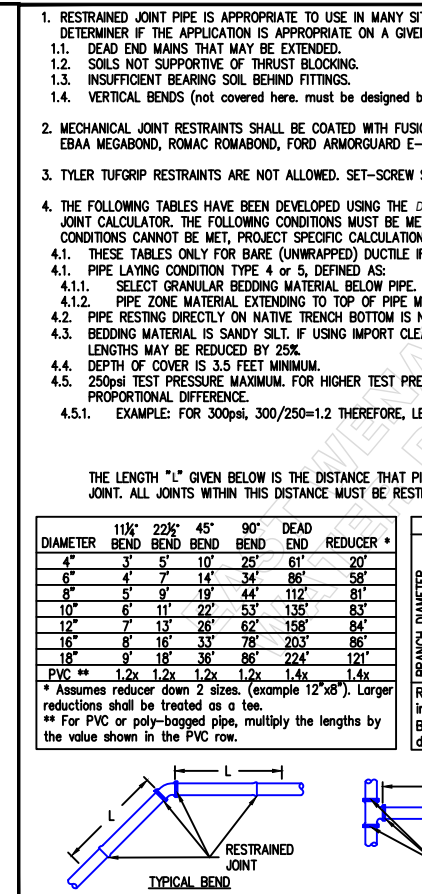 1. RESTRAINED JOINT PIPE IS APPROPRIATE TO USE IN MANY
DETERMINER IF THE APPLICATION IS APPROPRIATE ON A
1.1. DEAD END MAINS THAT MAY BE EXTENDED.
1.2. SOILS NOT SUPPORTIVE OF THRUST BLOCKING.
1.3. INSUFFICIENT BEARING SOIL BEHIND FITTINGS.
1.4. VERTICAL BENDS (not covered here. must be designed
2. MECHANICAL JOINT RESTRAINTS SHALL BE COATED WITH
EBAA MEGABOND, ROMAC ROMABOND, FORD ARMORGUARD E-
3. TYLER TUFGRIP RESTRAINTS ARE NOT ALLOWED. SET-SCREW
4. THE FOLLOWING TABLES HAVE BEEN DEVELOPED USING THE
JOINT CALCULATOR. THE FOLLOWING CONDITIONS MUST BE
CONDITIONS CANNOT BE MET, PROJECT SPECIFIC
4.1. THESE TABLES ONLY FOR BARE (UNWRAPPED) DUCTILE
4.1. PIPE LAYING CONDITION TYPE 4 or 5, DEFINED AS:
4.1.1. SELECT GRANULAR BEDDING MATERIAL BELOW PIPE.
4.1.2. PIPE ZONE MATERIAL EXTENDING TO TOP OF PIPE
4.2. PIPE RESTING DIRECTLY ON NATIVE TRENCH BOTTOM IS
4.3. BEDDING MATERIAL IS SANDY SILT. IF USING IMPORT
LENGTHS MAY BE REDUCED BY 25%.
4.4. DEPTH OF COVER IS 3.5 FEET MINIMUM.
4.5. 250psi TEST PRESSURE MAXIMUM. FOR HIGHER TEST
PROPORTIONAL DIFFERENCE.
4.5.1. EXAMPLE: FOR 300psi, 300/250=1.2 THEREFORE,
THE LENGTH "L" GIVEN BELOW IS THE DISTANCE THAT
JOINT. ALL JOINTS WITHIN THIS DISTANCE MUST BE
DIAMETER 11¼° BEND 22½° BEND 45° BEND 90° BEND DEAD END REDUCER *
4" 3' 5' 10' 25' 61' 20'
6" 4' 7' 14' 34' 86' 58'
8" 5' 9' 19' 44' 112' 81'
10" 6' 11' 22' 53' 135' 83'
12" 7' 13' 26' 62' 158' 84'
16" 8' 16' 33' 78' 203' 86'
18" 9' 18' 36' 86' 224' 121'
PVC ** 1.2x 1.2x 1.2x 1.2x 1.4x 1.4x
* Assumes reducer down 2 sizes. (example 12"x8"). Larger
reductions shall be treated as a tee.
** For PVC or poly-bagged pipe, multiply the lengths by
the value shown in the PVC row.
BRANCH DIAMETER
L
L
RESTRAINED
JOINT
TYPICAL BEND